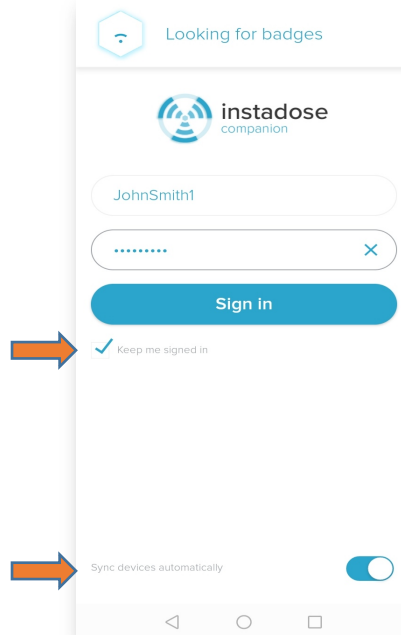 Looking for badges
instadose
companion
JohnSmith1
•••••••••
Sign in
Keep me signed in
Sync devices automatically